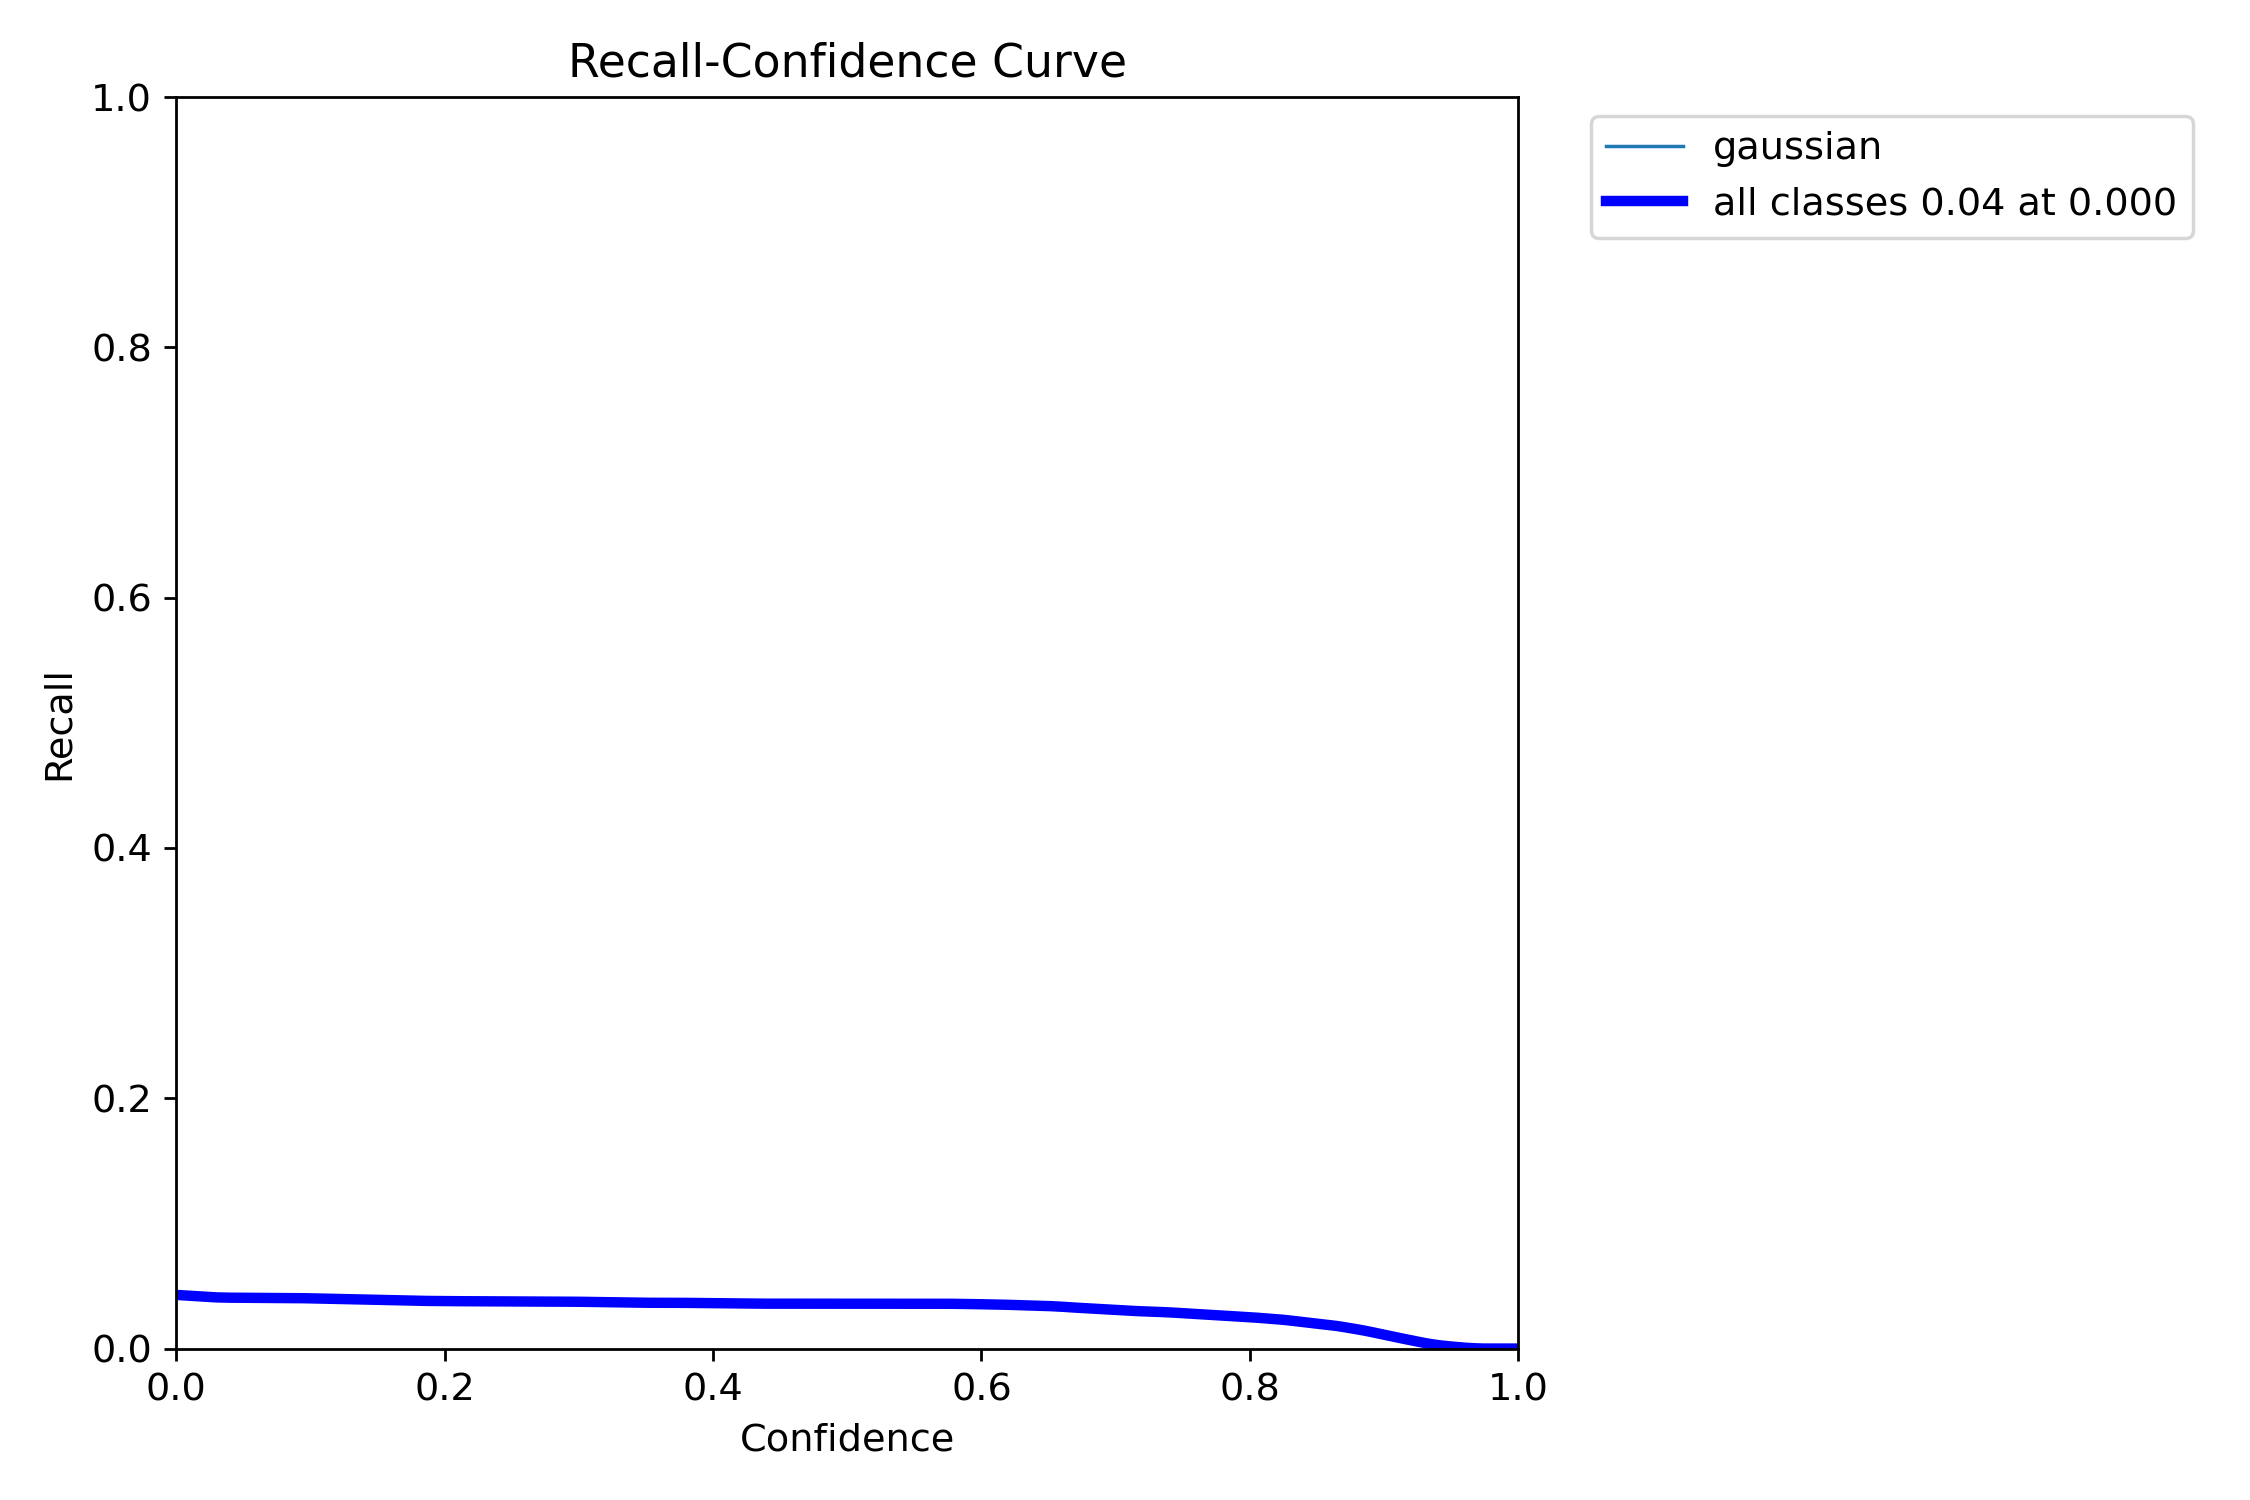 Recall-Confidence Curve
1.0
0.8
0.6
0.4
0.2
0.0
Recall
0.0 0.2 0.4 0.6 0.8 1.0
Confidence
gaussian
all classes 0.04 at 0.000